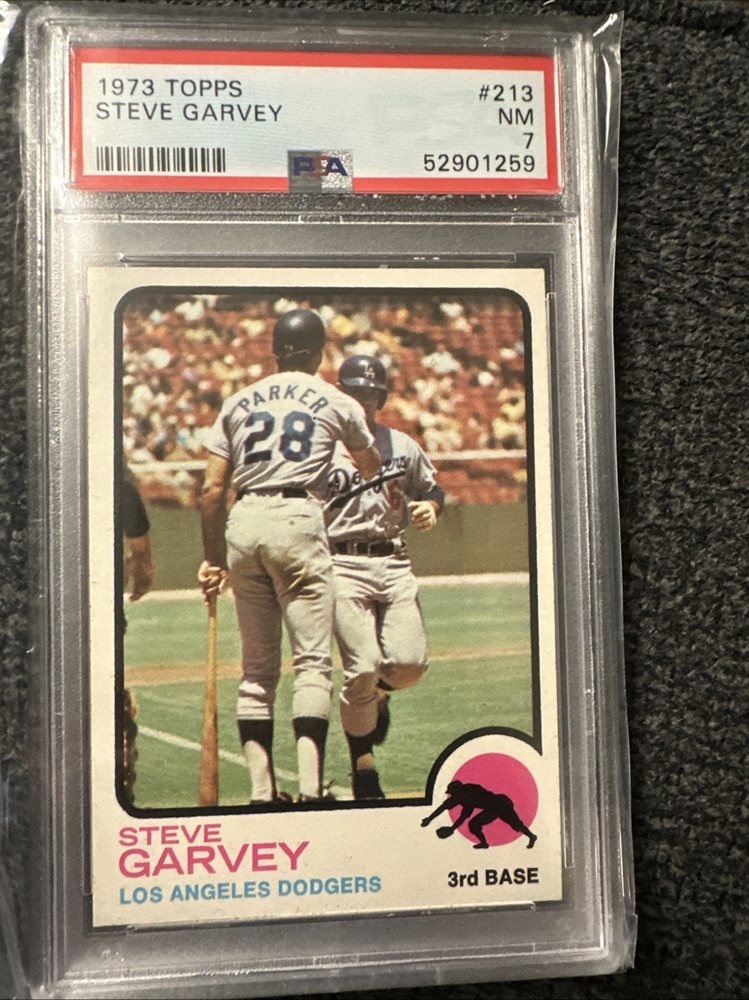 1973 TOPPS #213
STEVE GARVEY NM
7
PSA 52901259
PARKER
28
LA
Dodgers
STEVE
GARVEY
LOS ANGELES DODGERS
3rd BASE